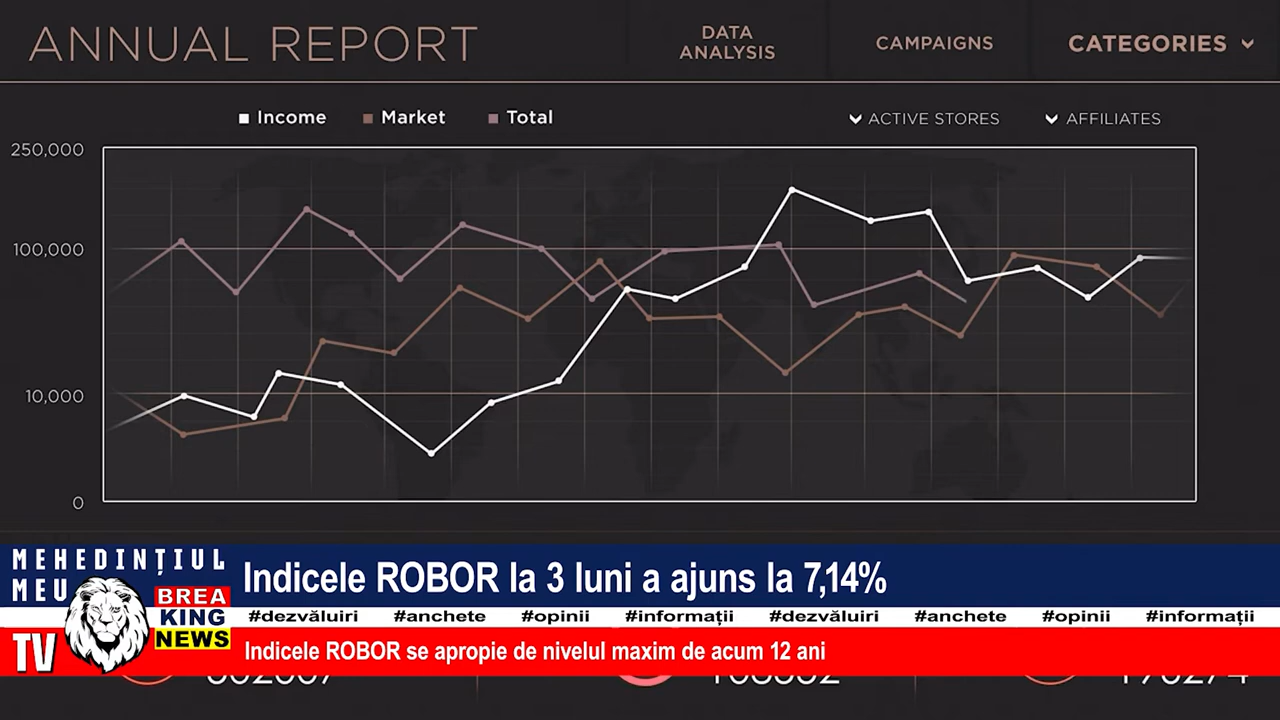 ANNUAL REPORT
DATA
ANALYSIS
CAMPAIGNS
CATEGORIES
Income
Market
Total
ACTIVE STORES
AFFILIATES
250,000
100,000
10,000
0
MEHEDINȚIUL
MEU
TV
BREA
KING
NEWS
Indicele ROBOR la 3 luni a ajuns la 7,14%
#dezvăluiri #anchete #opinii #informații #dezvăluiri #anchete #opinii #informații
Indicele ROBOR se apropie de nivelul maxim de acum 12 ani